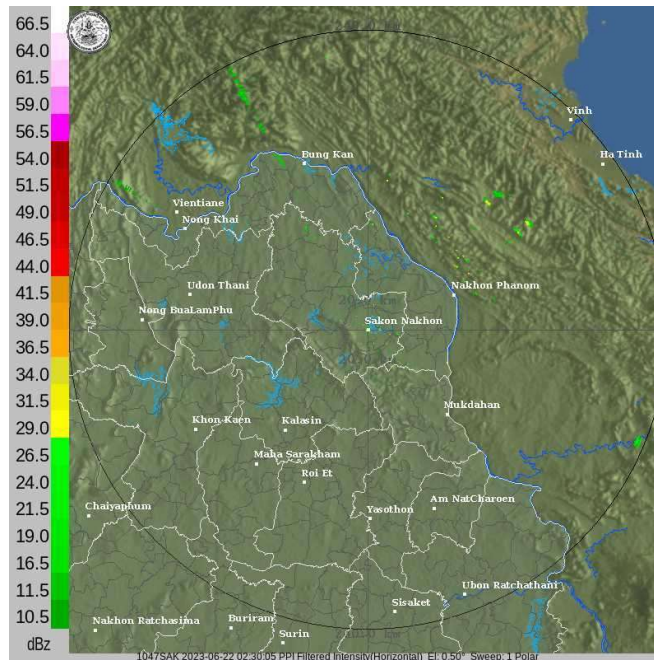 66.5
64.0
61.5
59.0
56.5
54.0
51.5
49.0
46.5
44.0
41.5
39.0
36.5
34.0
31.5
29.0
26.5
24.0
21.5
19.0
16.5
14.0
11.5
10.5
dBz
Vinh
Ha Tinh
Bung Kan
Vientiane
Nong Khai
Udon Thani
Nakhon Phanom
Nong BuaLamPhu
Sakon Nakhon
Mukdahan
Khon Kaen
Kalasin
Maha Sarakham
Roi Et
Chaiyaphum
Yasothon
Am NatCharoen
Ubon Ratchathani
Sisaket
Nakhon Ratchasima
Buriram
Surin
1047SAK 2023-06-22 02:30:05 PPI Filtered Intensity(Horizontal) El: 0.50° Sweep: 1 Polar